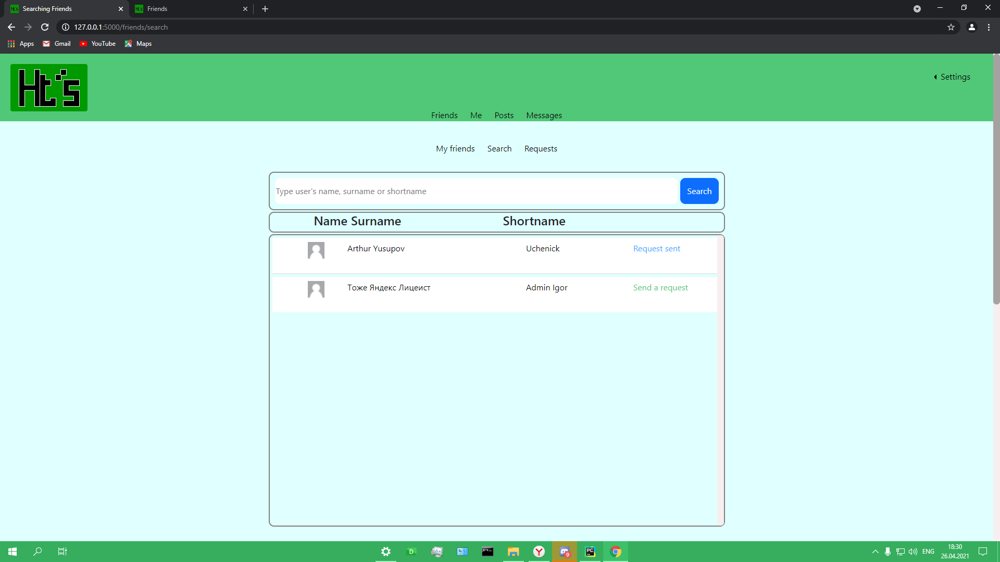 Searching Friends
Friends
127.0.0.1:5000/friends/search
Apps Gmail YouTube Maps
Ht's
Settings
Friends Me Posts Messages
My friends Search Requests
Type user's name, surname or shortname Search
Name Surname Shortname
Arthur Yusupov Uchenick Request sent
Тоже Яндекс Лицеист Admin Igor Send a request
D
Y
9
PC
ENG
18:30
26.04.2021